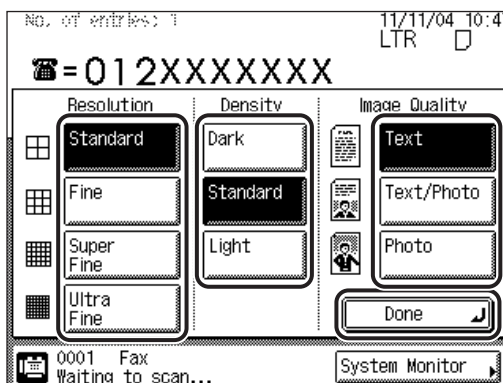 No. of entries: 1
11/11/04 10:4
LTR
=012XXXXXXX
Resolution Density Image Quality
Standard Dark Text
Fine Standard Text/Photo
Super Fine Light Photo
Ultra Fine Done
0001 Fax
Waiting to scan... System Monitor